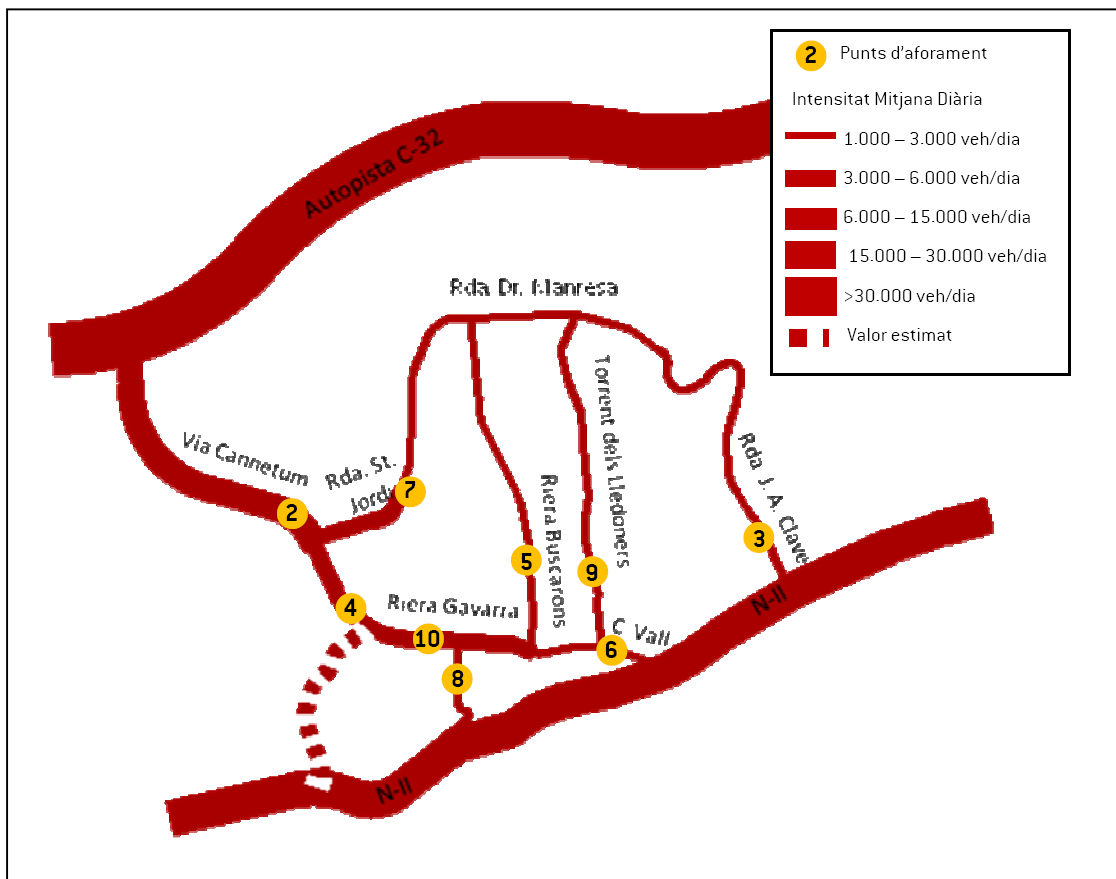 2 Punts d'aforament
Intensitat Mitjana Diària
1.000 – 3.000 veh/dia
3.000 – 6.000 veh/dia
6.000 – 15.000 veh/dia
15.000 – 30.000 veh/dia
>30.000 veh/dia
Valor estimat
Autopista C-32
Rda. Dr. Manresa
Via Cannetum
Rda. St.
Jordi
Torrent dels Lledoners
Riera Buscarons
Rda J. A. Clavé
2
7
5
9
3
4
Riera Gavarra
10
C Vall
6
8
N-II
N-II